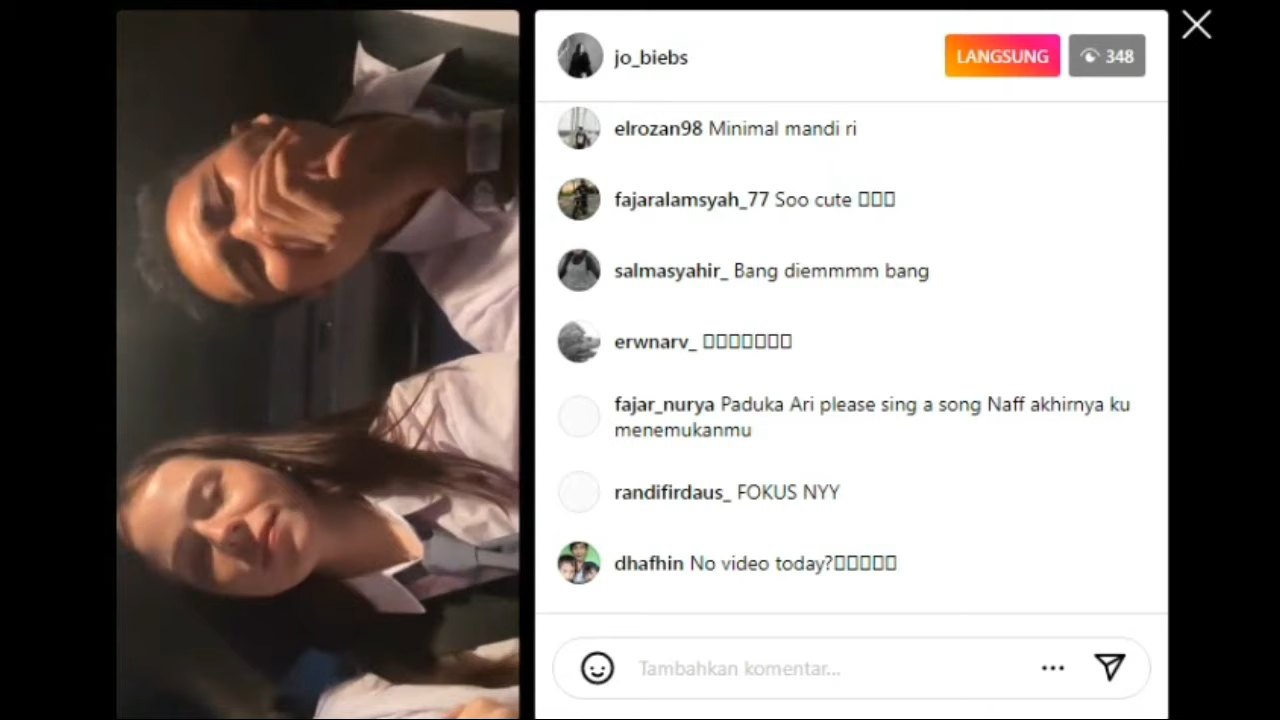 jo_biebs
LANGSUNG
348
elrozan98 Minimal mandi ri
fajaralamsyah_77 Soo cute
salmasyahir_ Bang diemmmm bang
erwnarv_
fajar_nurya Paduka Ari please sing a song Naff akhirnya ku
menemukanmu
randifirdaus_ FOKUS NYY
dhafhin No video today?
Tambahkan komentar...